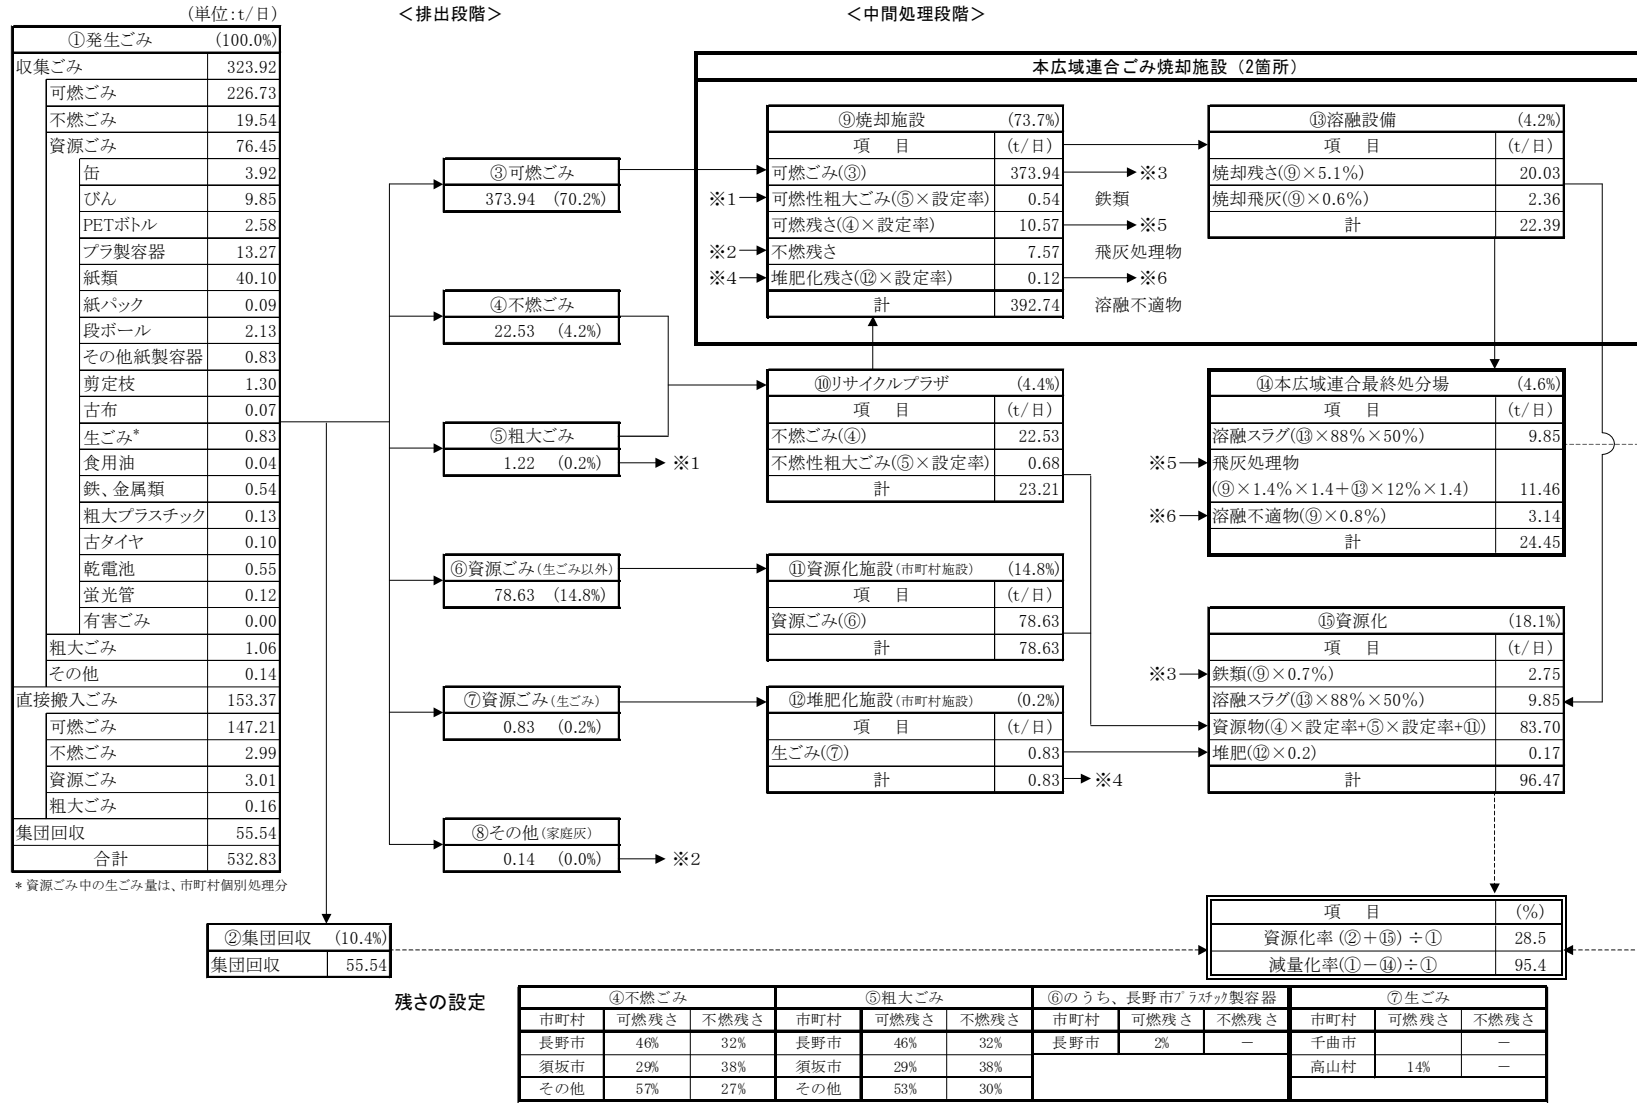 (単位:t/日)
＜排出段階＞
＜中間処理段階＞
①発生ごみ (100.0%)
収集ごみ 323.92
可燃ごみ 226.73
不燃ごみ 19.54
資源ごみ 76.45
缶 3.92
びん 9.85
PETボトル 2.58
プラ製容器 13.27
紙類 40.10
紙パック 0.09
段ボール 2.13
その他紙製容器 0.83
剪定枝 1.30
古布 0.07
生ごみ* 0.83
食用油 0.04
鉄、金属類 0.54
粗大プラスチック 0.13
古タイヤ 0.10
乾電池 0.55
蛍光管 0.12
有害ごみ 0.00
粗大ごみ 1.06
その他 0.14
直接搬入ごみ 153.37
可燃ごみ 147.21
不燃ごみ 2.99
資源ごみ 3.01
粗大ごみ 0.16
集団回収 55.54
合計 532.83
＊資源ごみ中の生ごみ量は、市町村個別処理分
②集団回収 (10.4%)
集団回収 55.54
③可燃ごみ
373.94 (70.2%)
④不燃ごみ
22.53 (4.2%)
⑤粗大ごみ
1.22 (0.2%) ※1
⑥資源ごみ(生ごみ以外)
78.63 (14.8%)
⑦資源ごみ(生ごみ)
0.83 (0.2%)
⑧その他(家庭灰)
0.14 (0.0%) ※2
本広域連合ごみ焼却施設（2箇所）
⑨焼却施設 (73.7%)
項 目 (t/日)
可燃ごみ(③) 373.94 ※3
※1 可燃性粗大ごみ(⑤×設定率) 0.54 鉄類
可燃残さ(④×設定率) 10.57 ※5
※2 不燃残さ 7.57 飛灰処理物
※4 堆肥化残さ(⑫×設定率) 0.12 ※6
計 392.74 溶融不適物
⑬溶融設備 (4.2%)
項 目 (t/日)
焼却残さ(⑨×5.1%) 20.03
焼却飛灰(⑨×0.6%) 2.36
計 22.39
⑩リサイクルプラザ (4.4%)
項 目 (t/日)
不燃ごみ(④) 22.53
不燃性粗大ごみ(⑤×設定率) 0.68
計 23.21
⑭本広域連合最終処分場 (4.6%)
項 目 (t/日)
溶融スラグ(⑬×88%×50%) 9.85
※5 飛灰処理物
(⑨×1.4%×1.4+⑬×12%×1.4) 11.46
※6 溶融不適物(⑨×0.8%) 3.14
計 24.45
⑪資源化施設(市町村施設) (14.8%)
項 目 (t/日)
資源ごみ(⑥) 78.63
計 78.63
⑫堆肥化施設(市町村施設) (0.2%)
項 目 (t/日)
生ごみ(⑦) 0.83
計 0.83 ※4
⑮資源化 (18.1%)
項 目 (t/日)
※3 鉄類(⑨×0.7%) 2.75
溶融スラグ(⑬×88%×50%) 9.85
資源物(④×設定率+⑤×設定率+⑪) 83.70
堆肥(⑫×0.2) 0.17
計 96.47
項 目 (%)
資源化率 (②＋⑮) ÷① 28.5
減量化率(①－⑭)÷① 95.4
残さの設定
④不燃ごみ ⑤粗大ごみ ⑥のうち、長野市プラスチック製容器 ⑦生ごみ
市町村 可燃残さ 不燃残さ 市町村 可燃残さ 不燃残さ 市町村 可燃残さ 不燃残さ 市町村 可燃残さ 不燃残さ
長野市 46% 32% 長野市 46% 32% 長野市 2% － 千曲市 －
須坂市 29% 38% 須坂市 29% 38% 高山村 14% －
その他 57% 27% その他 53% 30%